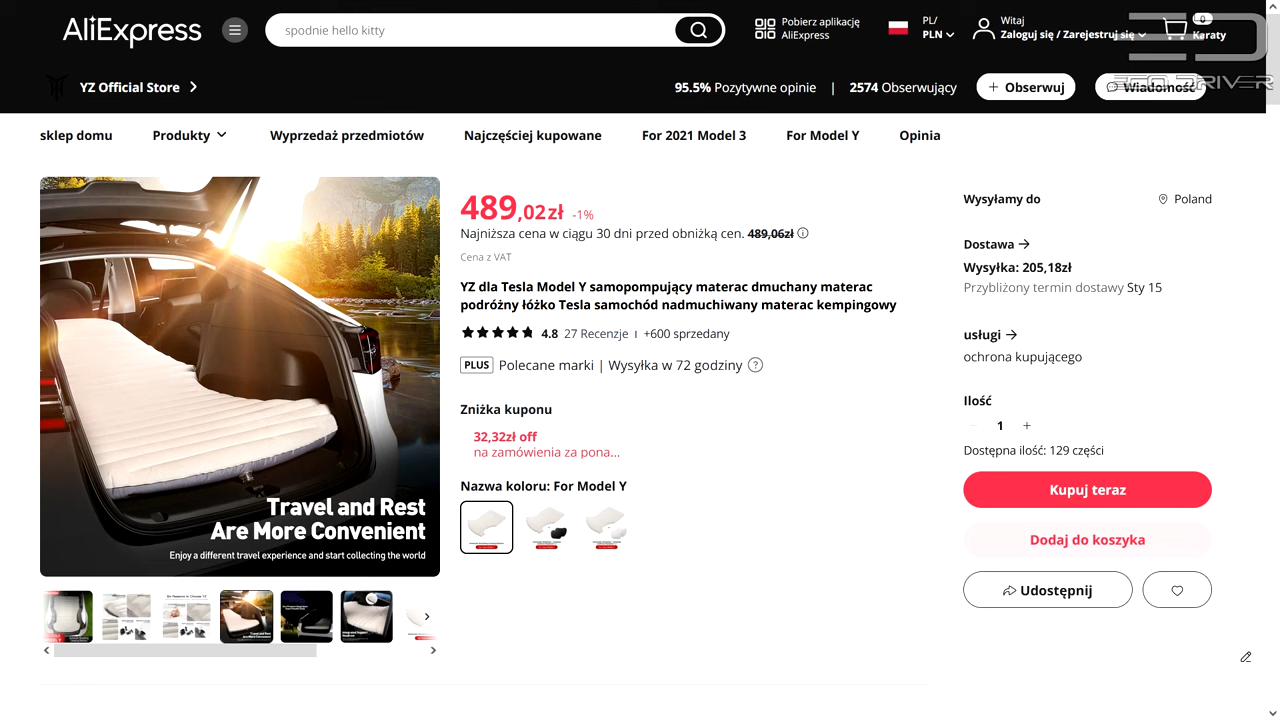 AliExpress
spodnie hello kitty
Pobierz aplikację
AliExpress
PL/
PLN
Witaj
Zaloguj się / Zarejestruj się
0
Karaty
ECO DRIVER
YZ Official Store
95.5% Pozytywne opinie | 2574 Obserwujący
+ Obserwuj
Wiadomość
sklep domu
Produkty
Wyprzedaż przedmiotów
Najczęściej kupowane
For 2021 Model 3
For Model Y
Opinia
Travel and Rest
Are More Convenient
Enjoy a different travel experience and start collecting the world
489,02zł -1%
Najniższa cena w ciągu 30 dni przed obniżką cen. 489,06zł
Cena z VAT
YZ dla Tesla Model Y samopompujący materac dmuchany materac
podróżny łóżko Tesla samochód nadmuchiwany materac kempingowy
4.8 27 Recenzje +600 sprzedany
PLUS Polecane marki | Wysyłka w 72 godziny
Zniżka kuponu
32,32zł off
na zamówienia za pona...
Nazwa koloru: For Model Y
Wysyłamy do
Poland
Dostawa
Wysyłka: 205,18zł
Przybliżony termin dostawy Sty 15
usługi
ochrona kupującego
Ilość
1 +
Dostępna ilość: 129 części
Kupuj teraz
Dodaj do koszyka
Udostępnij